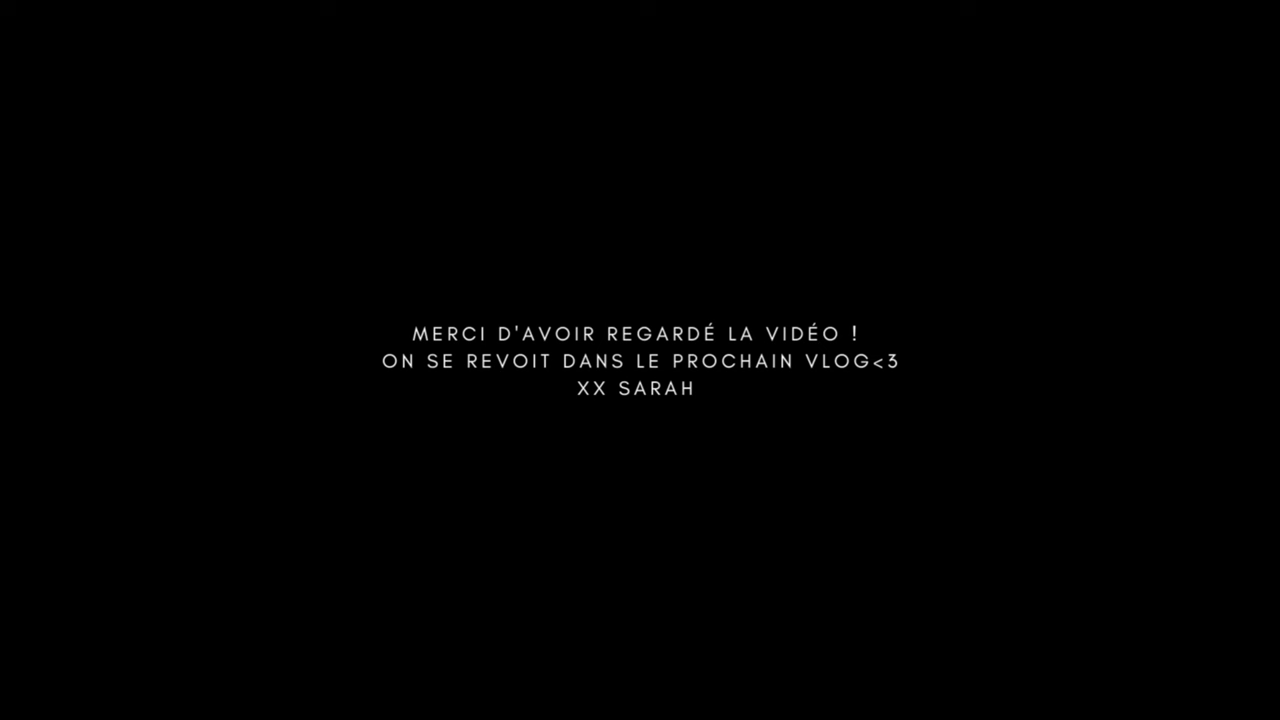 MERCI D'AVOIR REGARDÉ LA VIDÉO !
ON SE REVOIT DANS LE PROCHAIN VLOG<3
XX SARAH